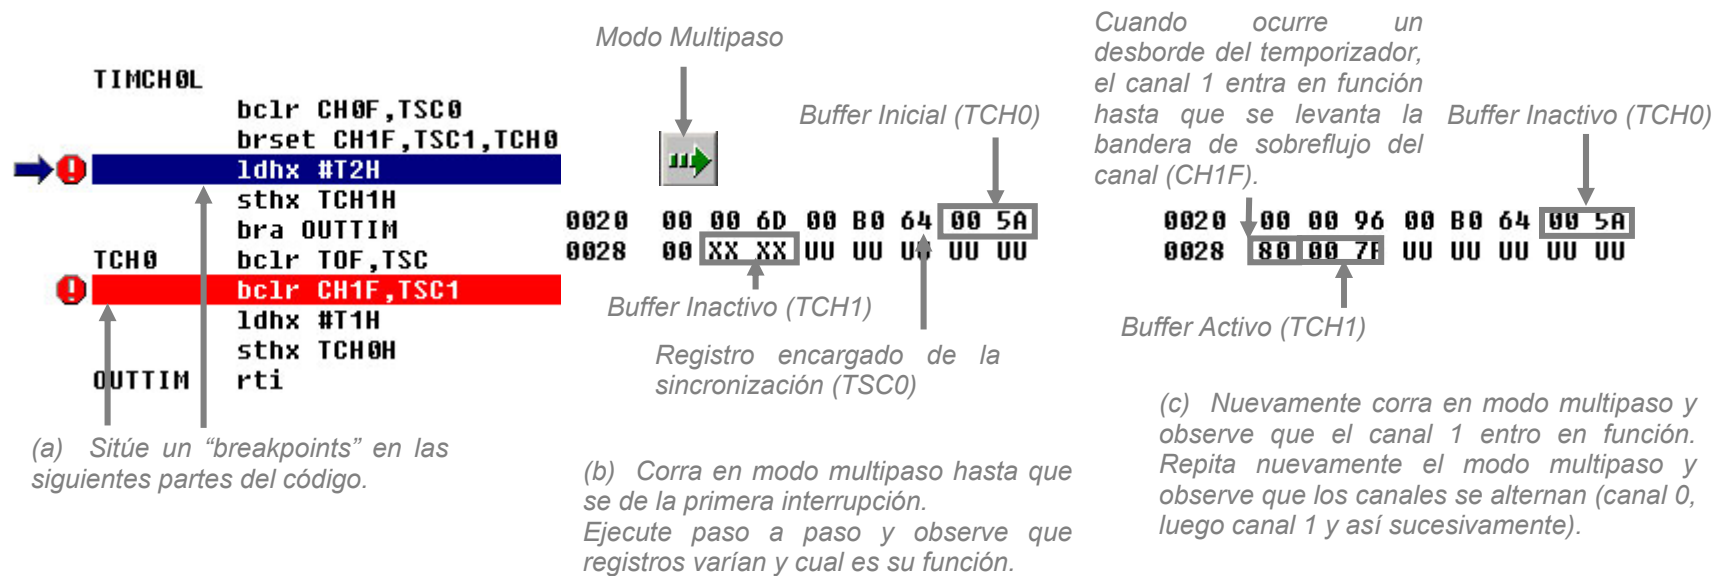 TIMCH0L
bclr CH0F,TSC0
brset CH1F,TSC1,TCH0
ldhx #T2H
sthx TCH1H
bra OUTTIM
TCH0 bclr TOF,TSC
bclr CH1F,TSC1
ldhx #T1H
sthx TCH0H
OUTTIM rti
(a) Sitúe un “breakpoints” en las
siguientes partes del código.
Modo Multipaso
Buffer Inicial (TCH0)
0020 00 00 6D 00 B0 64 00 5A
0028 00 XX XX UU UU UU UU UU
Buffer Inactivo (TCH1)
Registro encargado de la
sincronización (TSC0)
(b) Corra en modo multipaso hasta que
se de la primera interrupción.
Ejecute paso a paso y observe que
registros varían y cual es su función.
Cuando ocurre un
desborde del temporizador,
el canal 1 entra en función
hasta que se levanta la
bandera de sobreflujo del
canal (CH1F).
Buffer Inactivo (TCH0)
0020 00 00 96 00 B0 64 00 5A
0028 80 00 7F UU UU UU UU UU
Buffer Activo (TCH1)
(c) Nuevamente corra en modo multipaso y
observe que el canal 1 entro en función.
Repita nuevamente el modo multipaso y
observe que los canales se alternan (canal 0,
luego canal 1 y así sucesivamente).